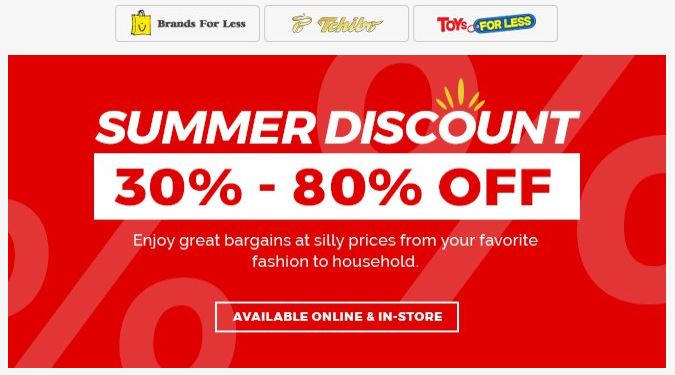 Brands For Less
Tchibo
TOYS FOR LESS
SUMMER DISCOUNT
30% - 80% OFF
Enjoy great bargains at silly prices from your favorite
fashion to household.
AVAILABLE ONLINE & IN-STORE